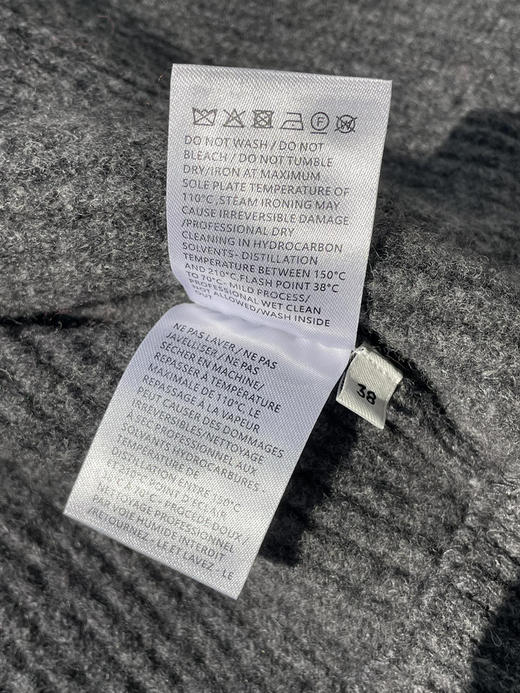 F
W
DO NOT WASH / DO NOT
BLEACH / DO NOT TUMBLE
DRY/IRON AT MAXIMUM
SOLE PLATE TEMPERATURE OF
110°C ,STEAM IRONING MAY
CAUSE IRREVERSIBLE DAMAGE
/PROFESSIONAL DRY
CLEANING IN HYDROCARBON
SOLVENTS- DISTILLATION
TEMPERATURE BETWEEN 150°C
AND 210°C,FLASH POINT 38°C
TO 70°C- MILD PROCESS/
PROFESSIONAL WET CLEAN
NOT ALLOWED/WASH INSIDE
OUT
NE PAS LAVER / NE PAS
JAVELLISER / NE PAS
SÉCHER EN MACHINE/
REPASSER À TEMPÉRATURE
MAXIMALE DE 110°C, LE
REPASSAGE À LA VAPEUR
PEUT CAUSER DES DOMMAGES
IRRÉVERSIBLES/NETTOYAGE
À SEC PROFESSIONNEL AUX
SOLVANTS HYDROCARBURES -
TEMPÉRATURE DE
DISTILLATION ENTRE 150°C
ET 210°C, POINT D'ÉCLAIR
38°C À 70°C - PROCÉDÉ DOUX /
NETTOYAGE PROFESSIONNEL
PAR VOIE HUMIDE INTERDIT
/RETOURNEZ LE ET LAVEZ LE
38